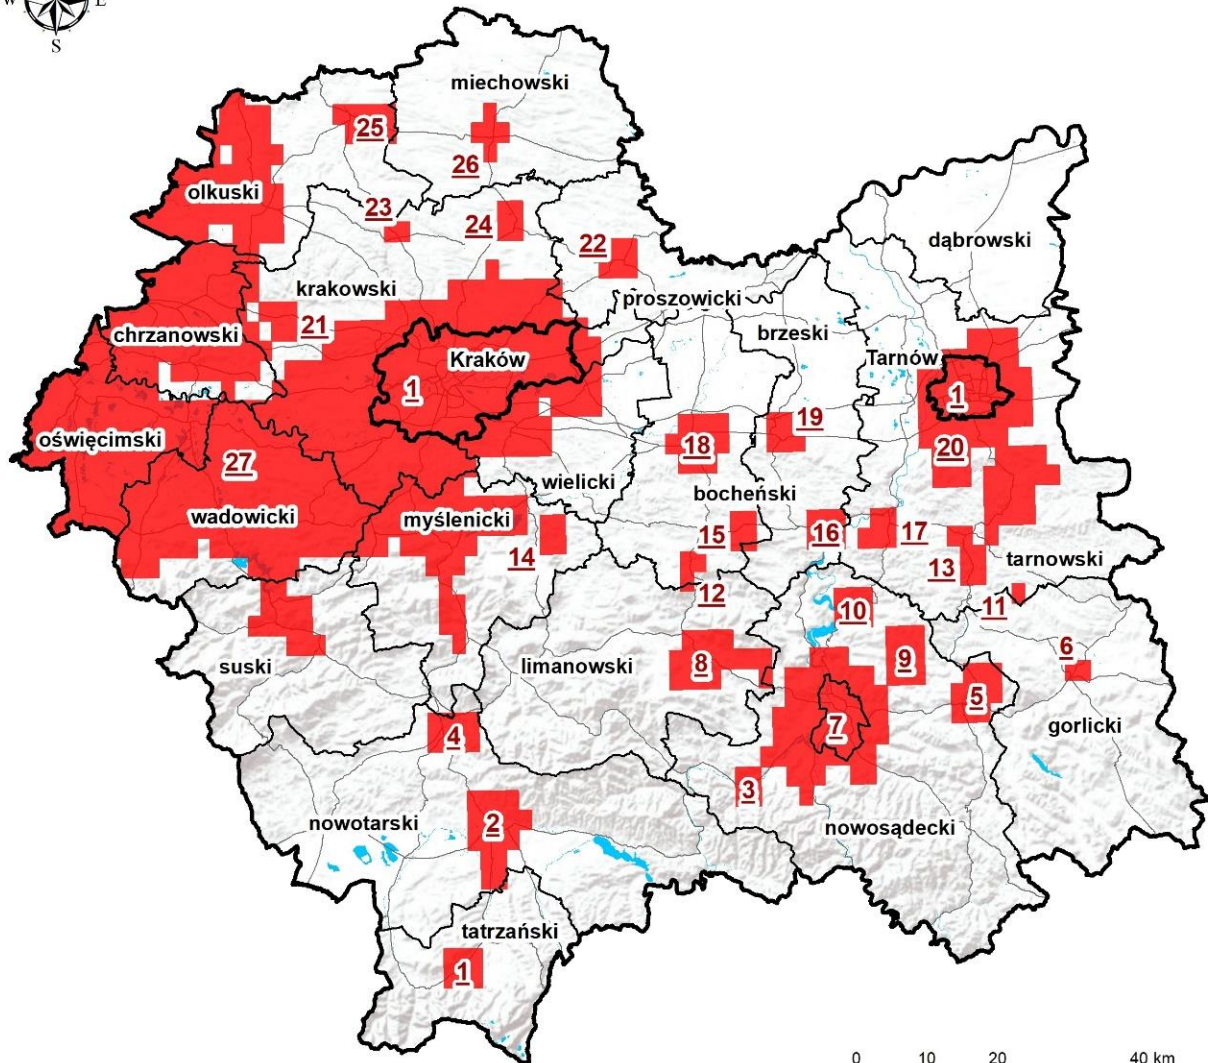 W E
S
miechowski
25
26
olkuski
23
24
22
dąbrowski
krakowski
proszowicki
21
chrzanowski
brzeski
Kraków
Tarnów
1
1
oświęcimski
19
18
20
27
wielicki
bocheński
wadowicki
myślenicki
15
16
17
14
13
tarnowski
12
10
11
suski
limanowski
8
9
6
5
4
7
gorlicki
3
nowotarski
2
nowosądecki
tatrzański
1
0 10 20 40 km